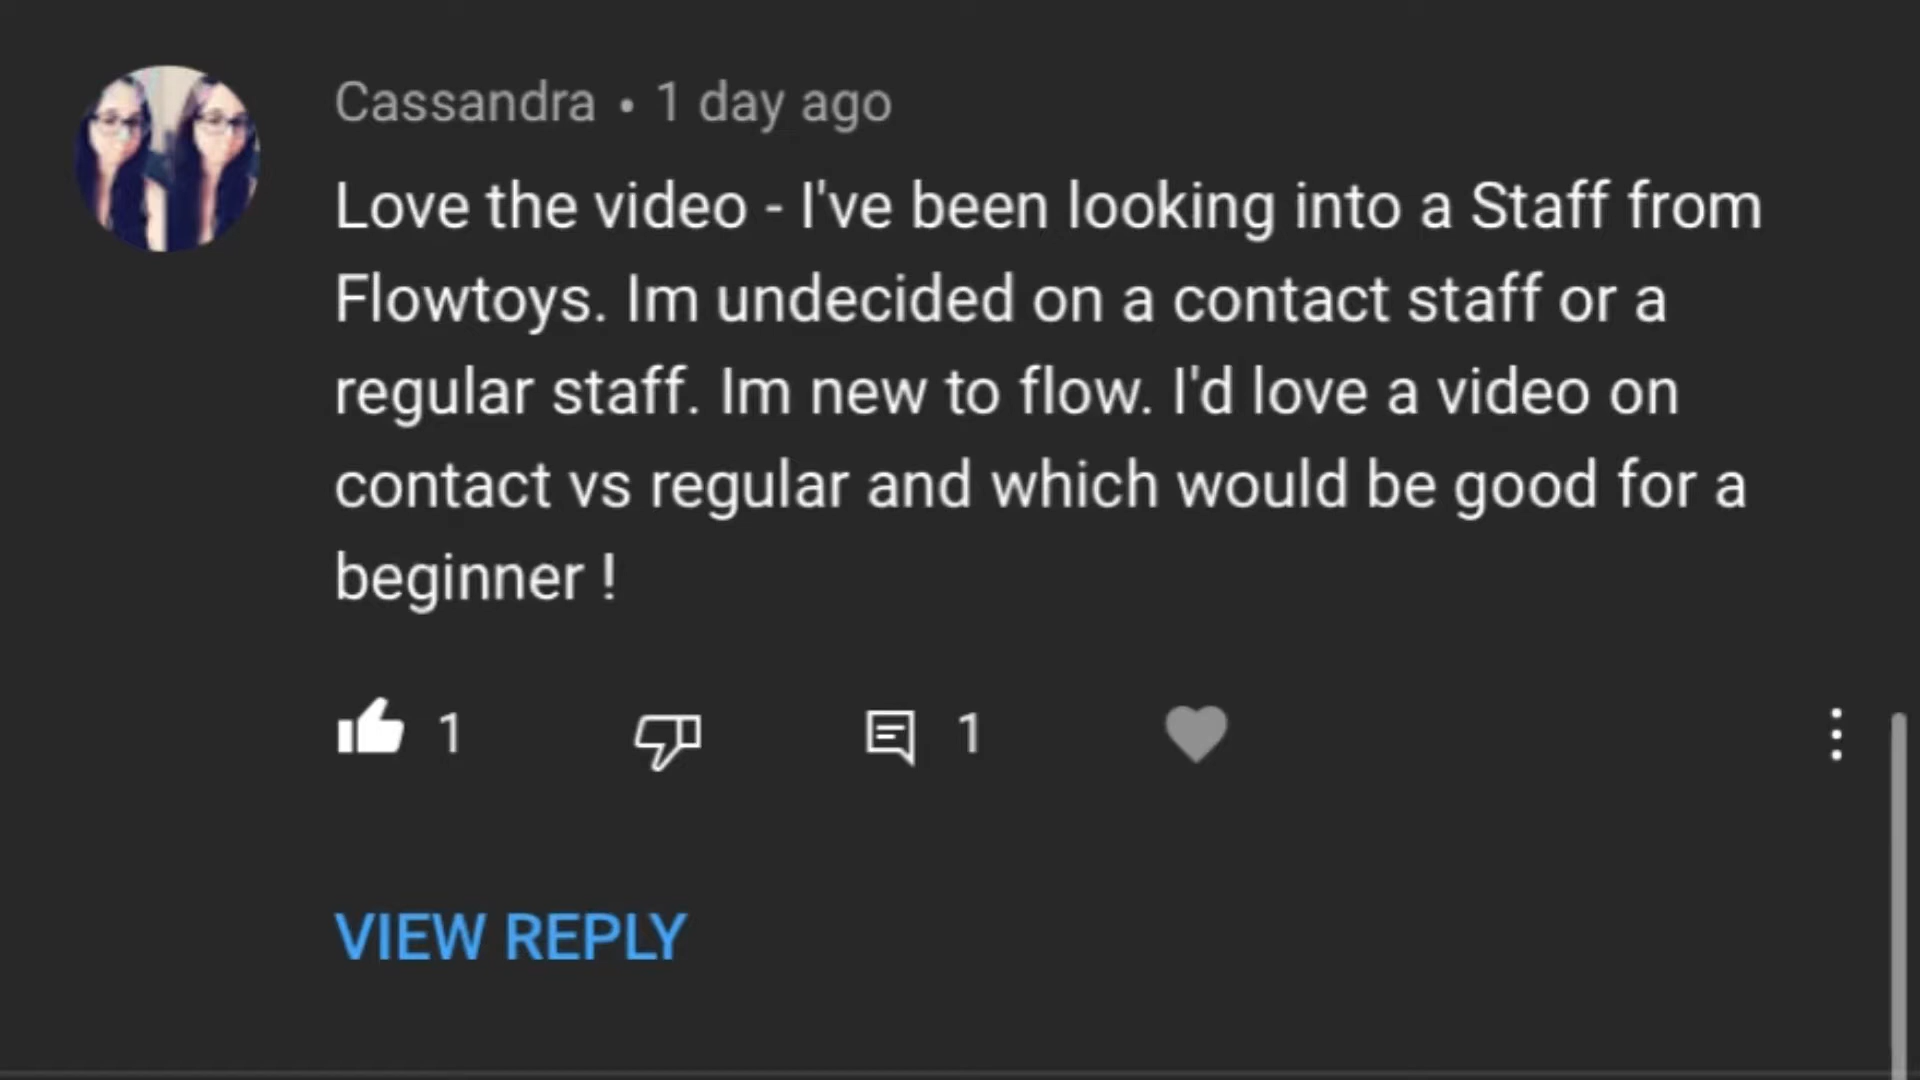 Cassandra • 1 day ago
Love the video - I've been looking into a Staff from
Flowtoys. Im undecided on a contact staff or a
regular staff. Im new to flow. I'd love a video on
contact vs regular and which would be good for a
beginner !
1 1
VIEW REPLY